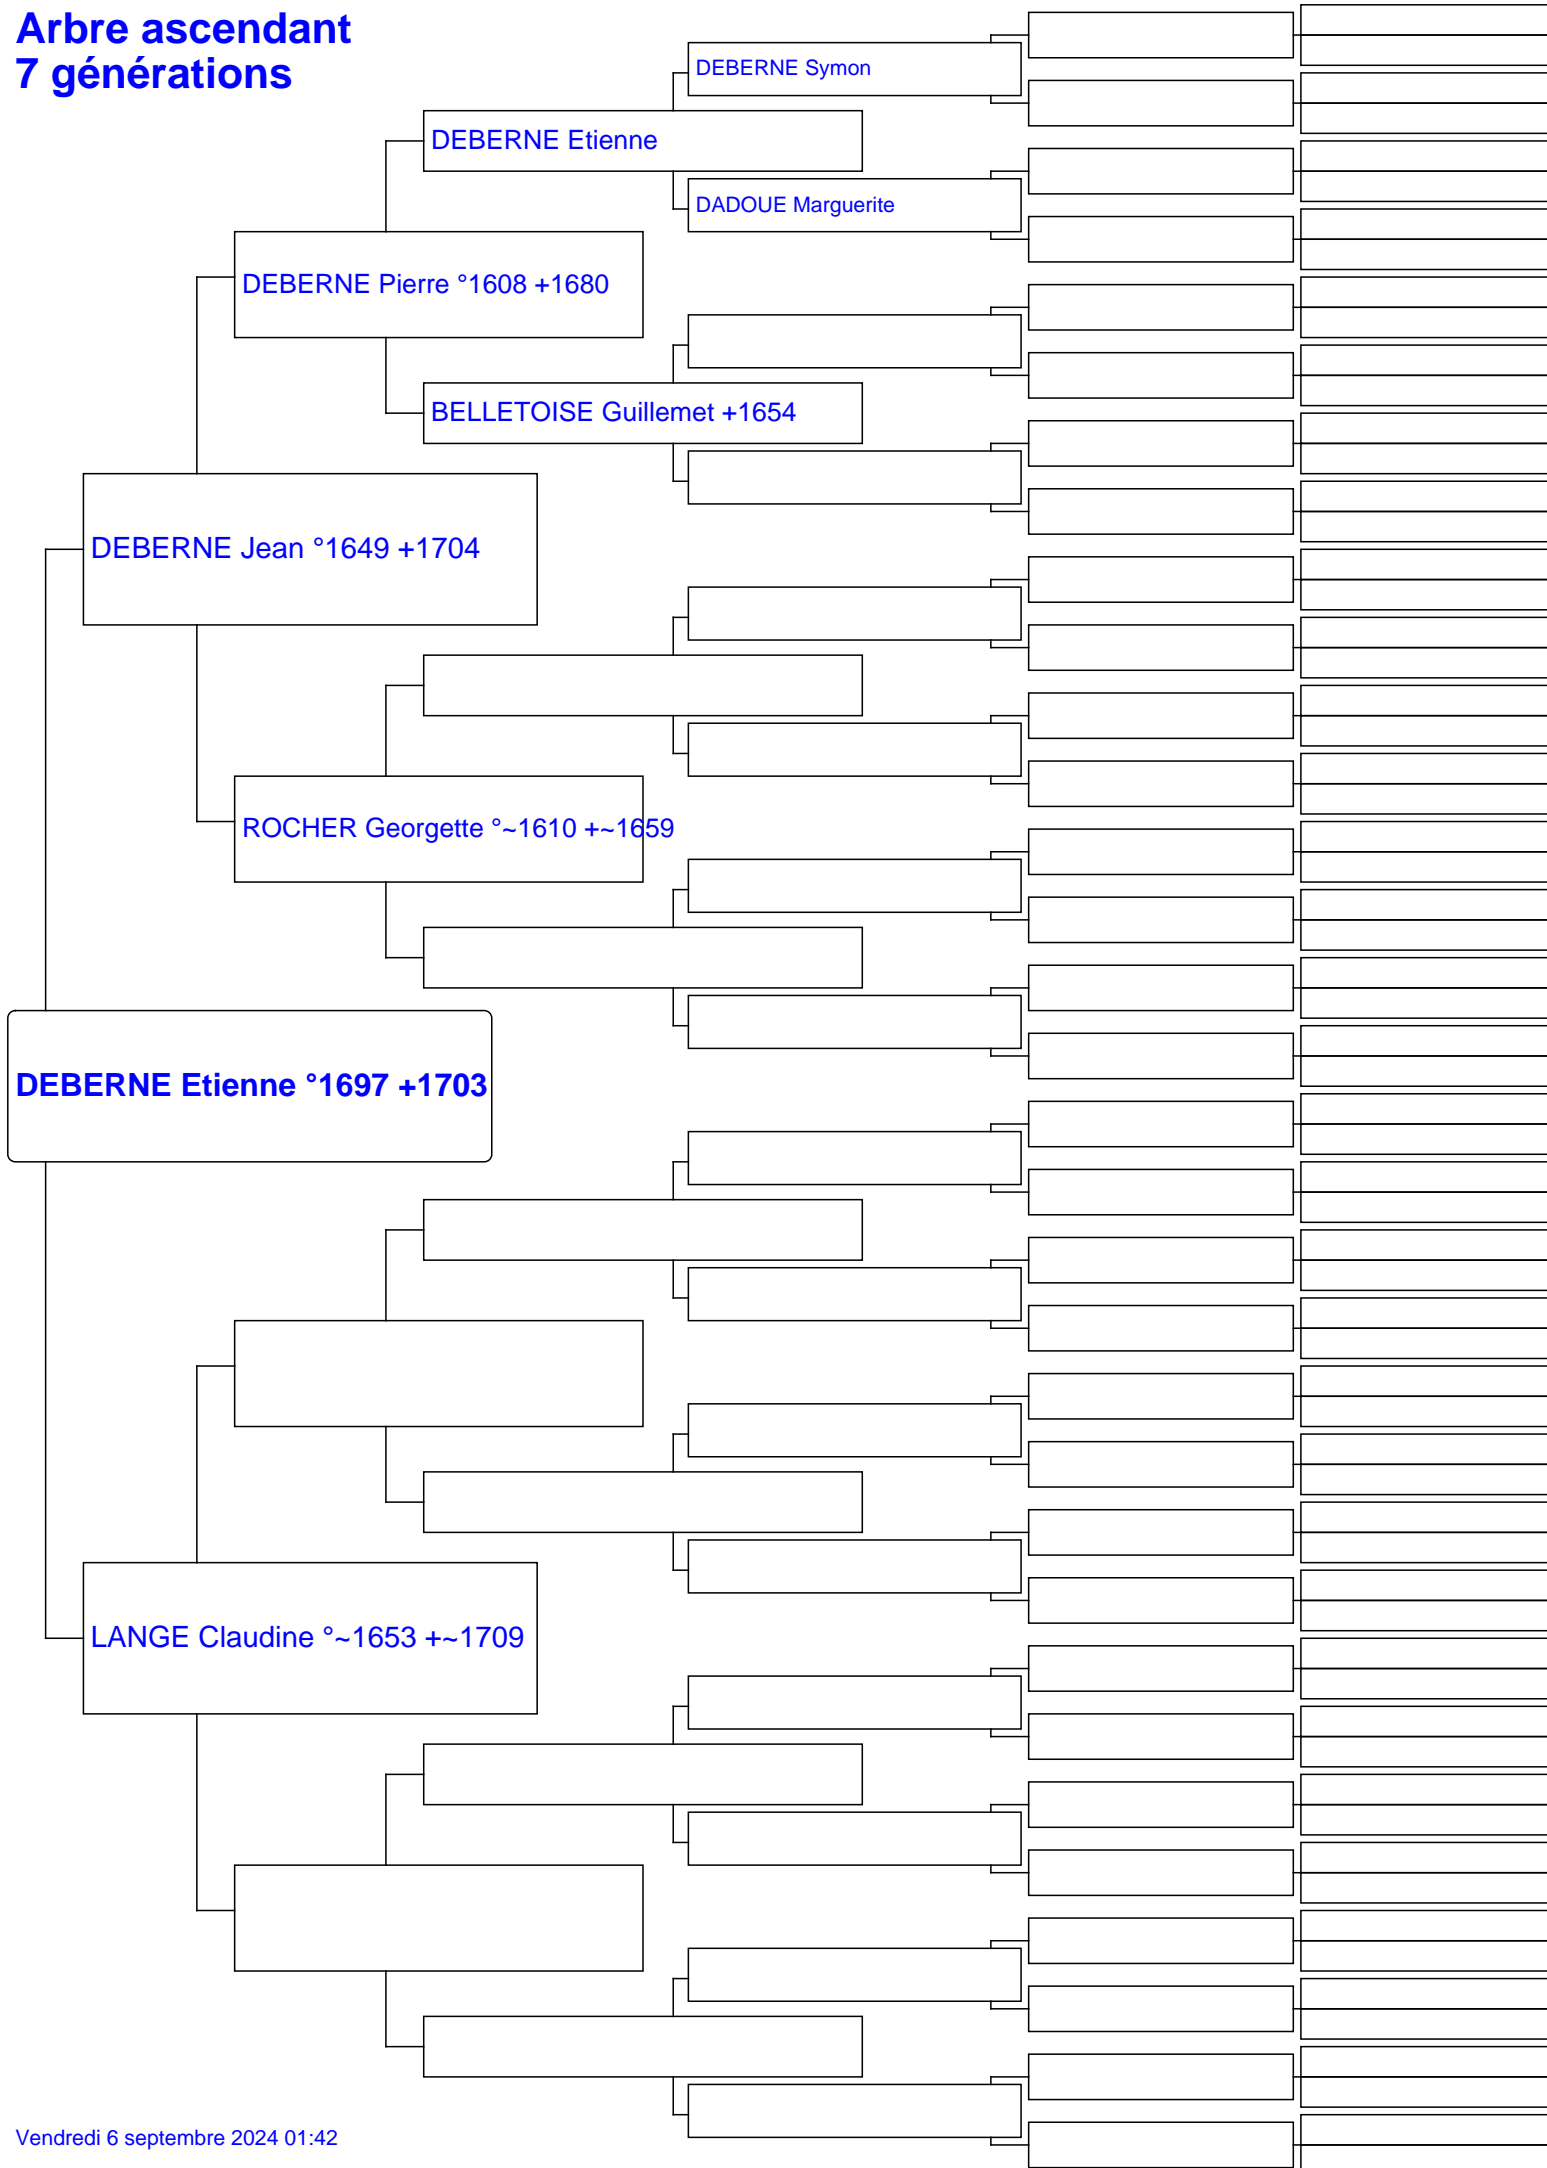 Arbre ascendant
7 générations
DEBERNE Symon
DEBERNE Etienne
DADOUE Marguerite
DEBERNE Pierre °1608 +1680
BELLETOISE Guillemet +1654
DEBERNE Jean °1649 +1704
ROCHER Georgette °~1610 +~1659
DEBERNE Etienne °1697 +1703
LANGE Claudine °~1653 +~1709
Vendredi 6 septembre 2024 01:42